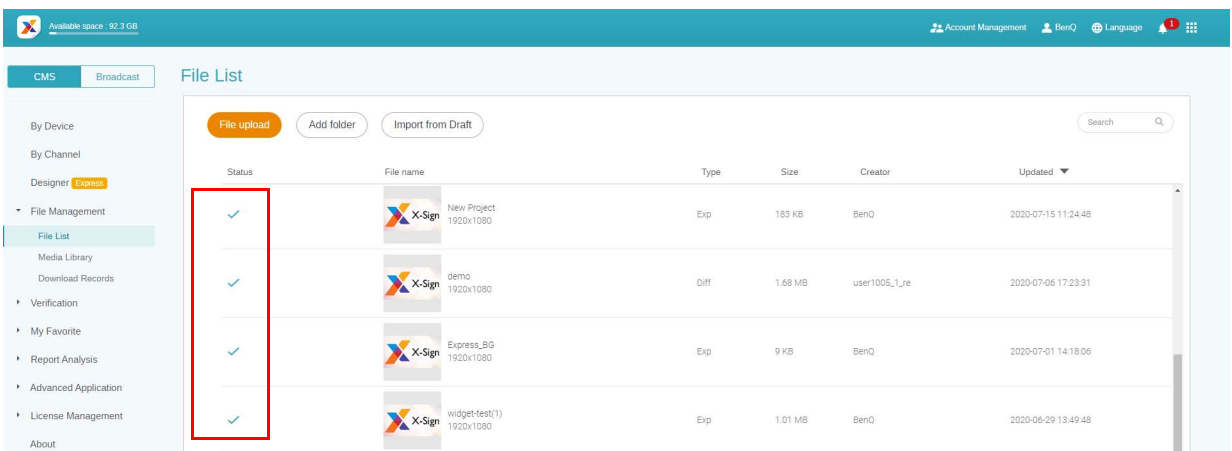 Available space : 92.3 GB
Account Management BenQ Language 1
CMS Broadcast
File List
By Device
By Channel
Designer Express
File Management
File List
Media Library
Download Records
Verification
My Favorite
Report Analysis
Advanced Application
License Management
About
File upload Add folder Import from Draft Search
Status File name Type Size Creator Updated
X-Sign New Project Exp 183 KB BenQ 2020-07-15 11:24:48
1920x1080
X-Sign demo Diff 1.68 MB user1005_1_re 2020-07-06 17:23:31
1920x1080
X-Sign Express_BG Exp 9 KB BenQ 2020-07-01 14:18:06
1920x1080
X-Sign widget-test(1) Exp 1.01 MB BenQ 2020-06-29 13:49:48
1920x1080